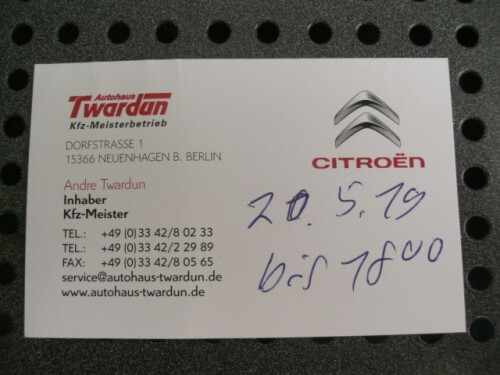 Autohaus
Twardun
Kfz-Meisterbetrieb
DORFSTRASSE 1
15366 NEUENHAGEN B. BERLIN
Andre Twardun
Inhaber
Kfz-Meister
TEL.: +49 (0)33 42/8 02 33
TEL.: +49 (0)33 42/2 29 89
FAX: +49 (0)33 42/8 05 65
service@autohaus-twardun.de
www.autohaus-twardun.de
CITROËN
20.5.19
bis 1800